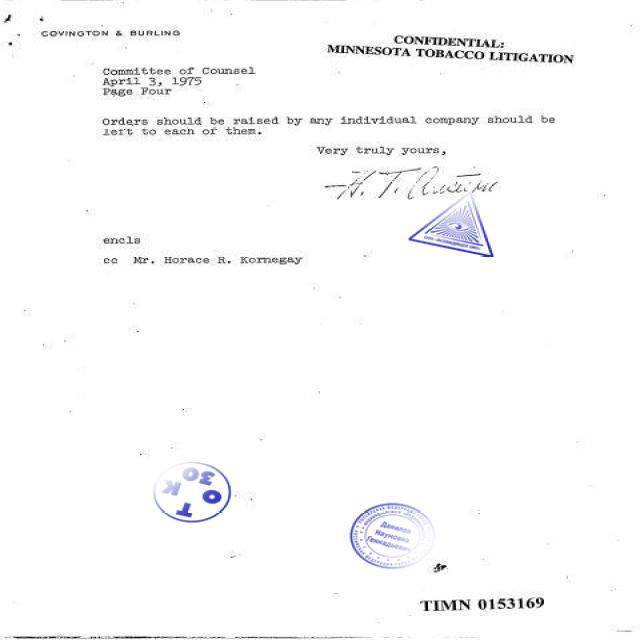 COVINGTON & BURLING
CONFIDENTIAL:
MINNESOTA TOBACCO LITIGATION
Committee of Counsel
April 3, 1975
Page Four
Orders should be raised by any individual company should be
left to each of them.
Very truly yours,
H. T. Austern
encls
cc Mr. Horace R. Kornegay
ОТК
30
Данилов
Наумовна
Геннадьевич
TIMN 0153169